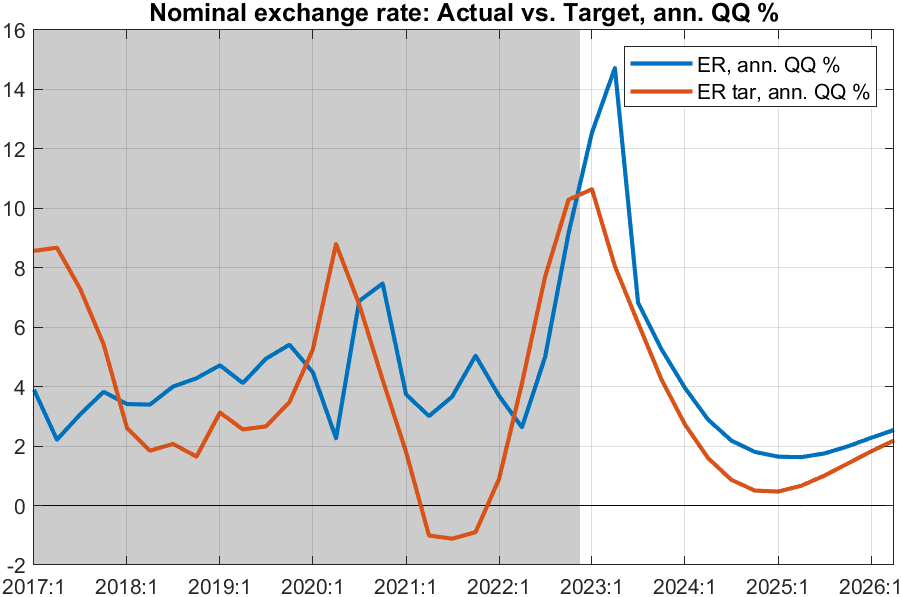 Nominal exchange rate: Actual vs. Target, ann. QQ %
16
14
12
10
8
6
4
2
0
-2
ER, ann. QQ %
ER tar, ann. QQ %
2017:1 2018:1 2019:1 2020:1 2021:1 2022:1 2023:1 2024:1 2025:1 2026:1